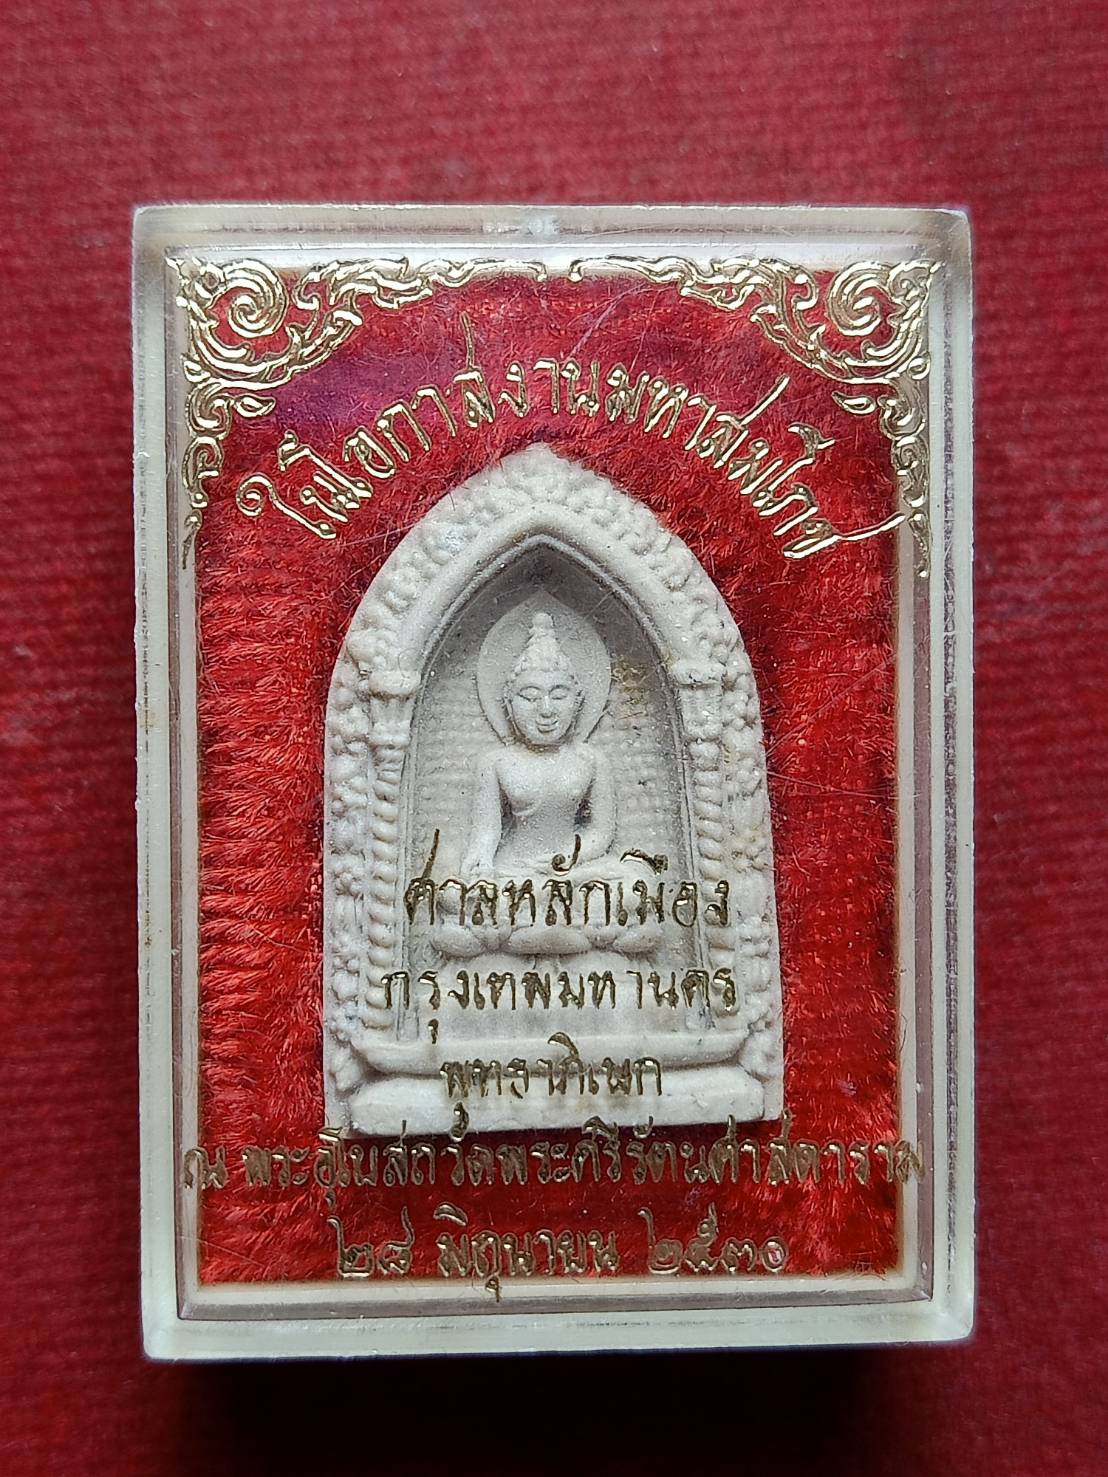 ในโอกาสงานมหาสมโภช
ศาลหลักเมือง
กรุงเทพมหานคร
พุทธาภิเษก
ณ พระอุโบสถวัดพระศรีรัตนศาสดาราม
๒๘ มิถุนายน ๒๕๓๐